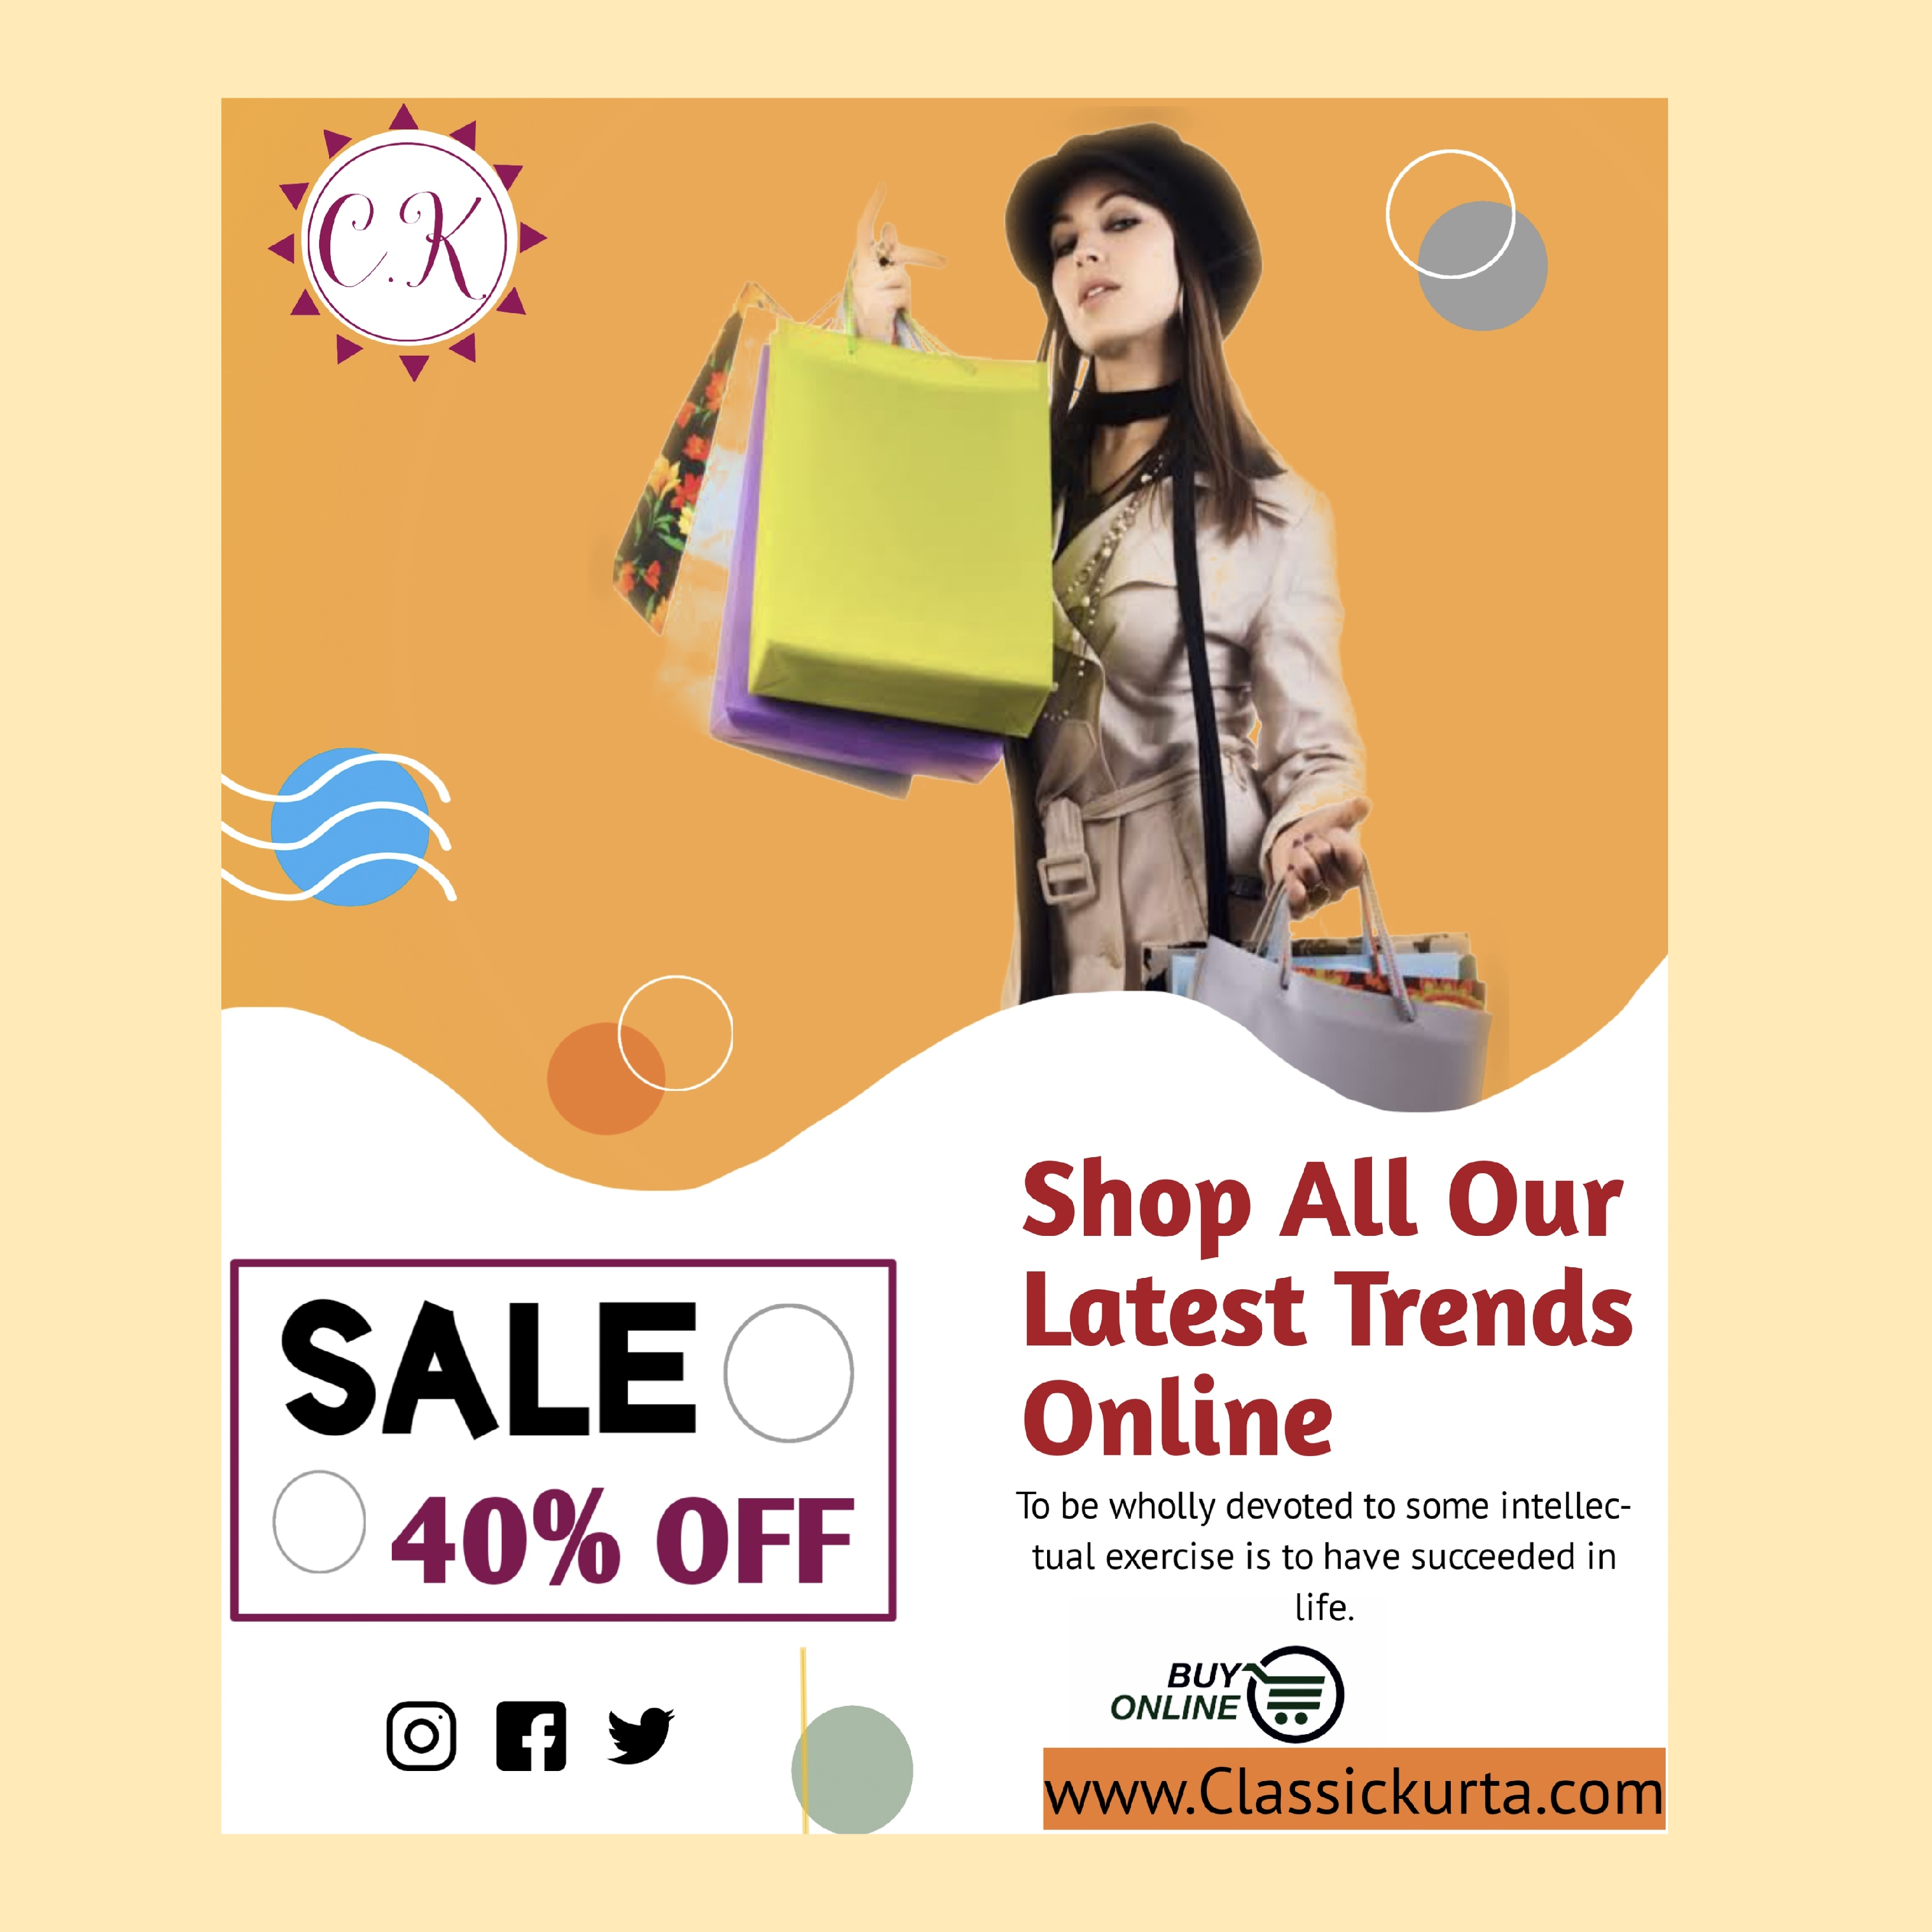 C.K.
SALE
40% OFF
Shop All Our
Latest Trends
Online
To be wholly devoted to some intellec-
tual exercise is to have succeeded in
life.
BUY
ONLINE
www.Classickurta.com